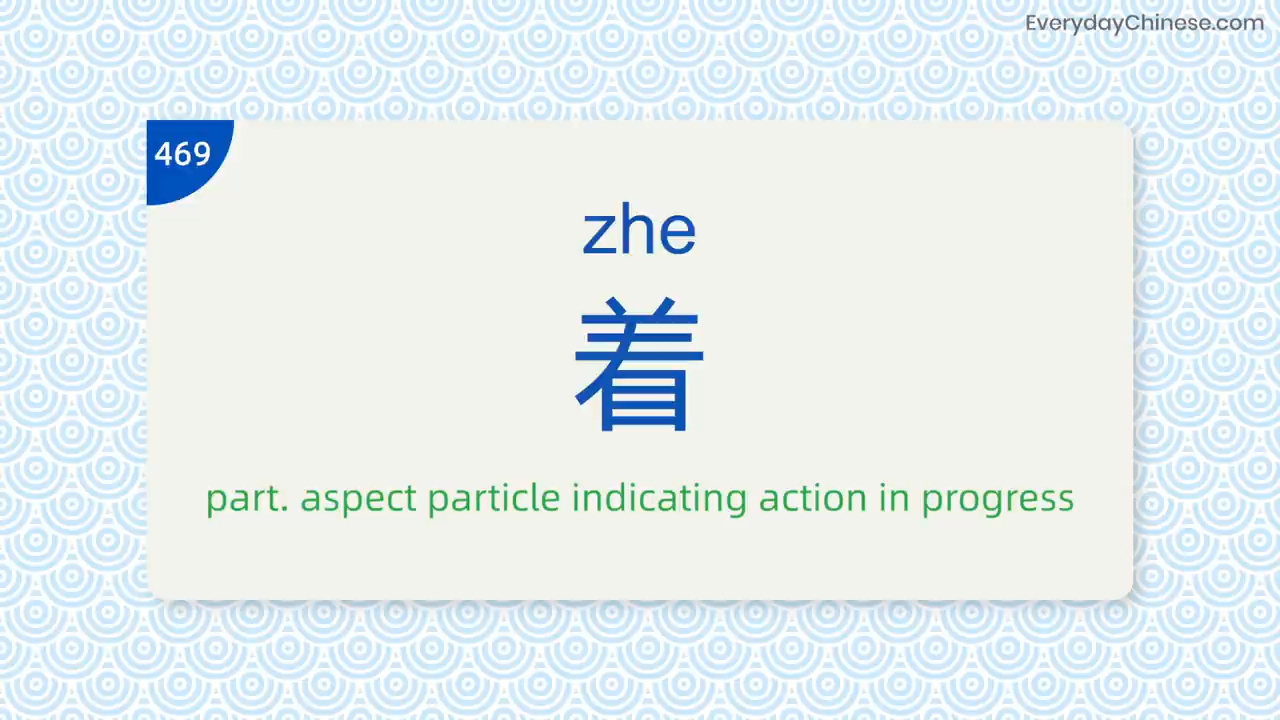 EverydayChinese.com
469
zhe
着
part. aspect particle indicating action in progress